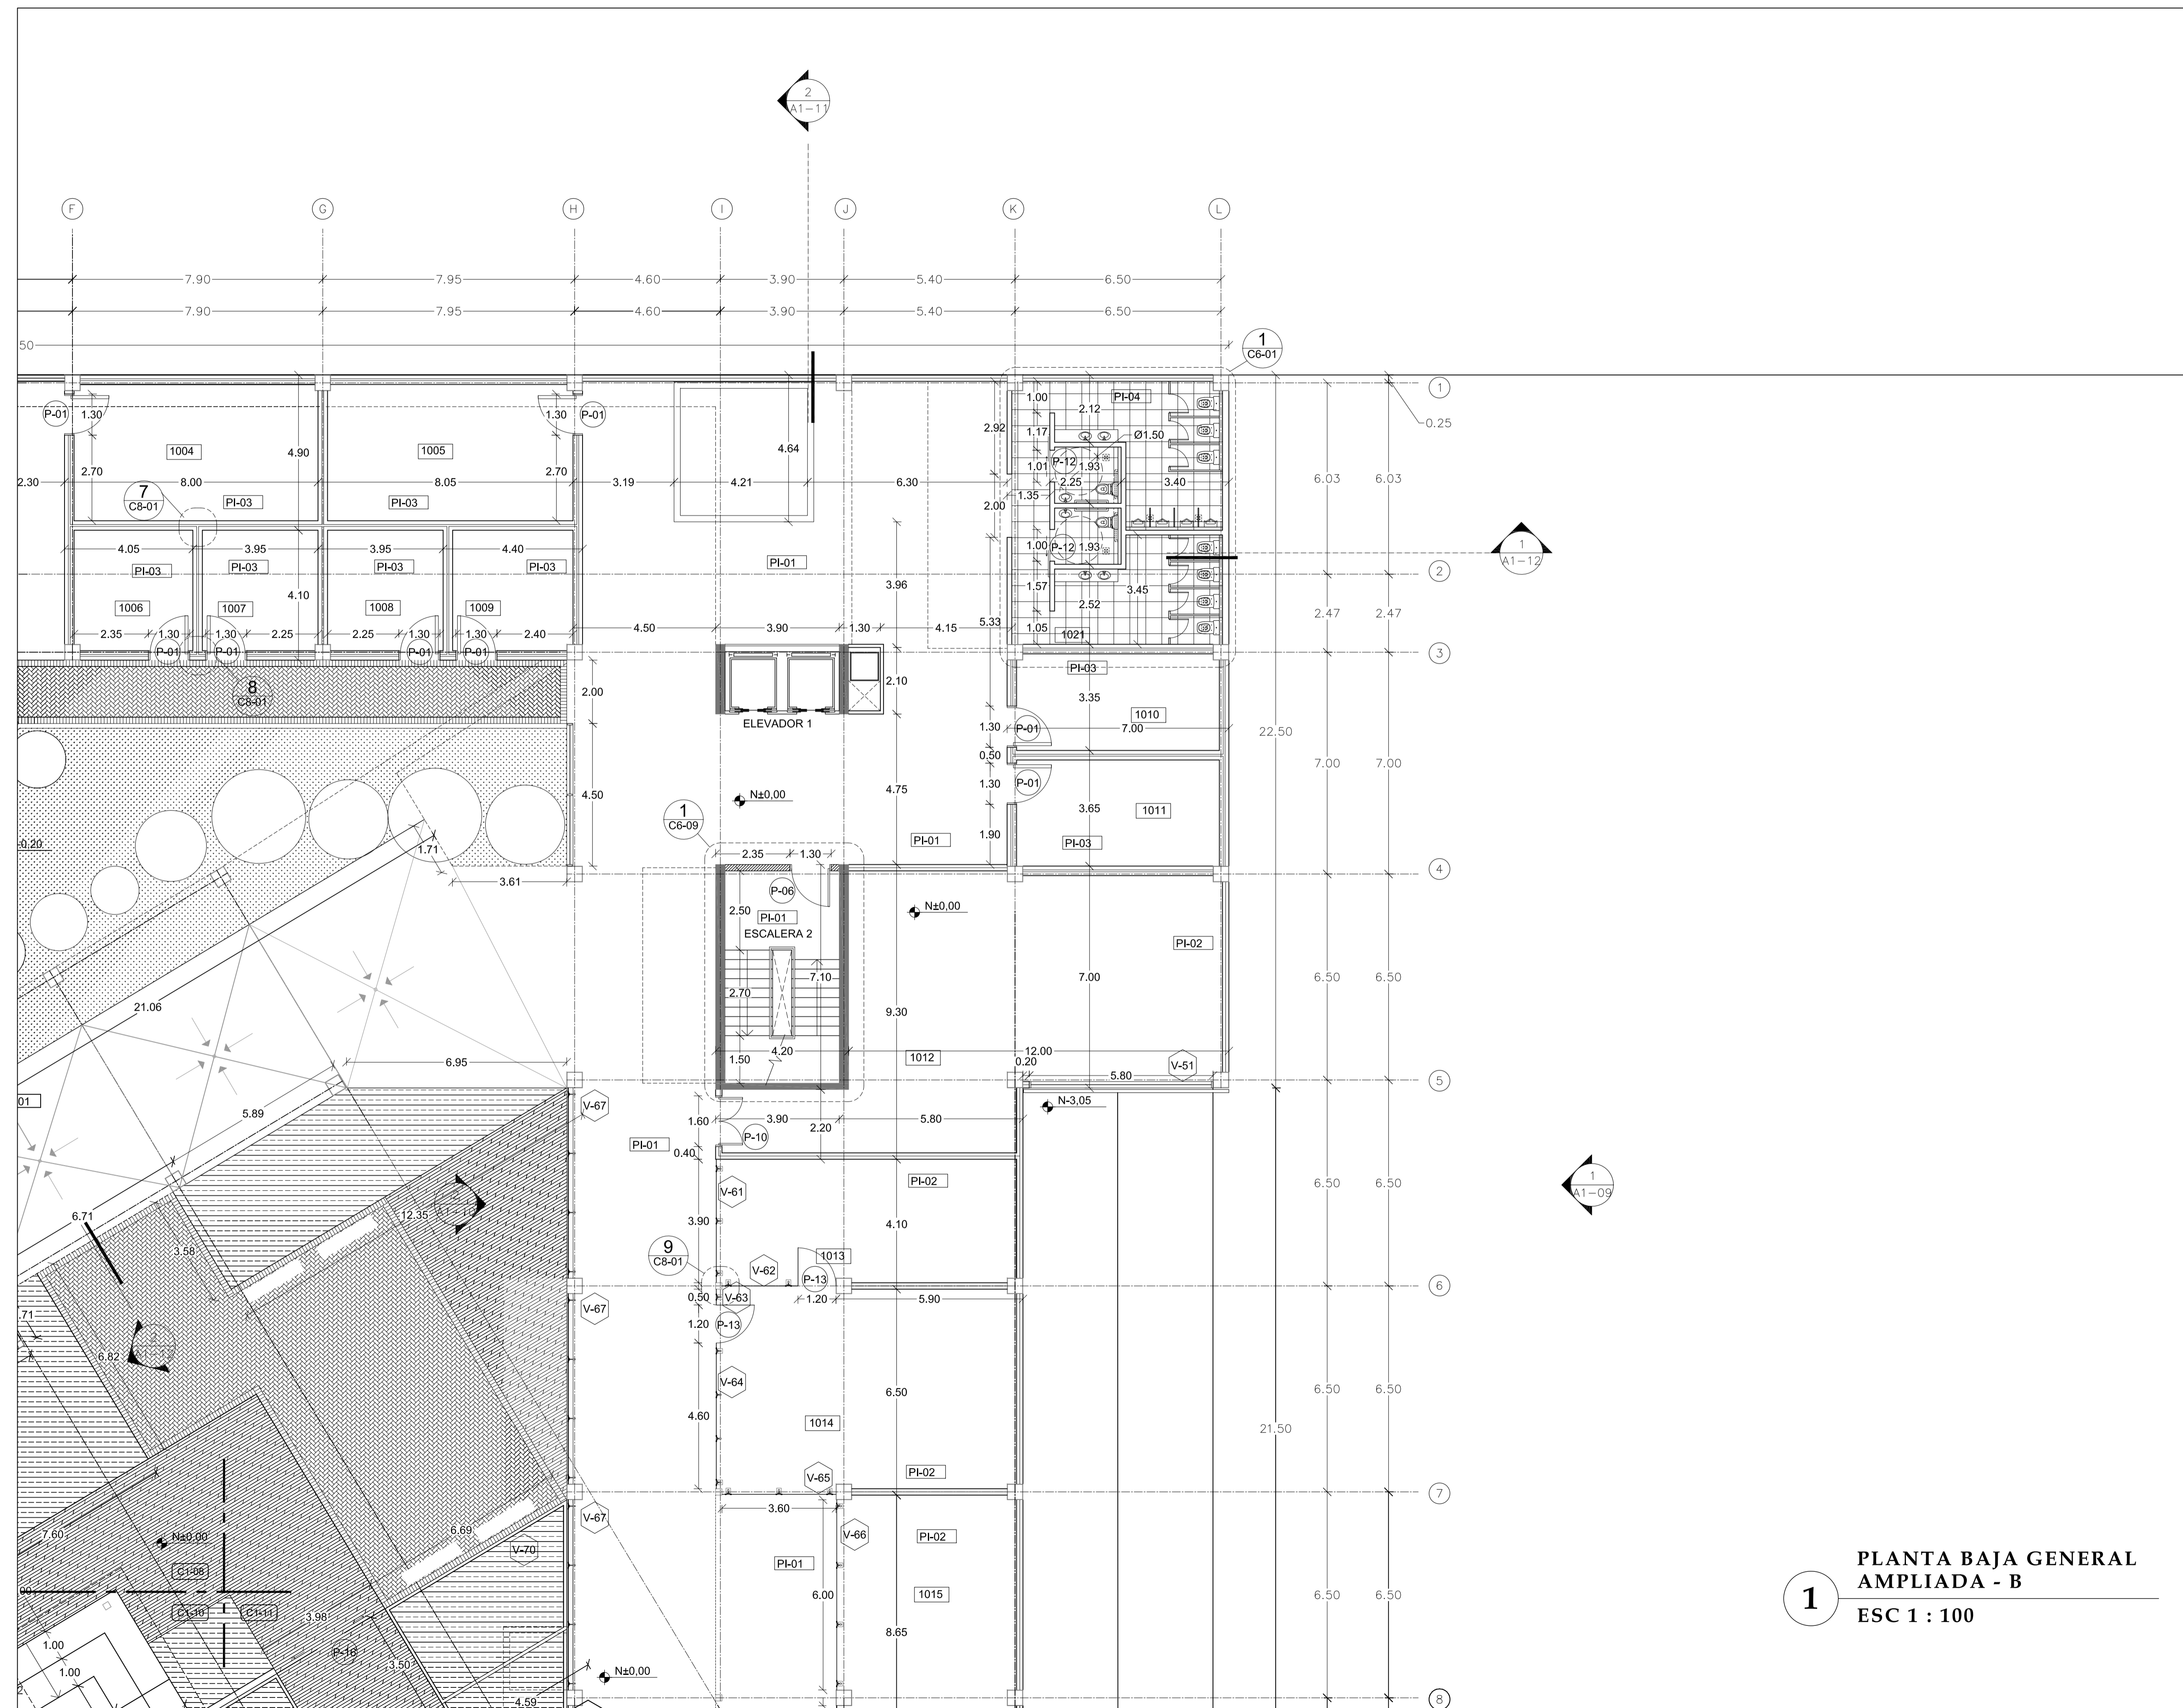 2
A1-11
F
G
H
I
J
K
L
7.90
7.95
4.60
3.90
5.40
6.50
7.90
7.95
4.60
3.90
5.40
6.50
50
1
C6-01
1
0.25
P-01
1.30
1.30
P-01
1.00
PI-04
2.12
2.92
1.17
Ø1.50
4.64
1004
4.90
1005
2.70
2.70
P-12
1.01
1.93
2.30
8.00
8.05
3.19
4.21
6.30
2.25
3.40
1.35
6.03
6.03
7
C8-01
PI-03
PI-03
2.00
4.05
3.95
3.95
4.40
1.00
P-12
1.93
1
A1-12
PI-03
PI-03
PI-03
PI-03
PI-01
2
3.96
1.57
3.45
4.10
1006
1007
1008
1009
2.52
2.47
2.47
5.33
2.35
1.30
1.30
2.25
2.25
1.30
1.30
2.40
4.50
3.90
1.30
4.15
1.05
1021
P-01
P-01
P-01
P-01
3
PI-03
8
C8-01
2.00
2.10
3.35
1010
ELEVADOR 1
1.30
P-01
7.00
22.50
0.50
7.00
7.00
1.30
P-01
4.50
N±0,00
4.75
3.65
1011
1
C6-09
1.90
PI-01
PI-03
-0,20
1.71
2.35
1.30
4
3.61
P-06
2.50
PI-01
N±0,00
ESCALERA 2
PI-02
7.10
7.00
6.50
6.50
2.70
21.06
9.30
6.95
1.50
4.20
1012
12.00
0.20
5.80
V-51
5
01
V-67
N-3,05
5.89
1.60
3.90
5.80
2.20
P-10
PI-01
0.40
PI-02
V-61
6.50
6.50
1
A1-09
6.71
12.35
3.90
4.10
3.58
9
C8-01
1013
V-62
P-13
6
0.50
V-63
1.20
5.90
V-67
.71
1.20
P-13
2
6.82
V-64
6.50
6.50
6.50
4.60
1014
21.50
PI-02
V-65
7
3.60
V-67
6.69
7.60
N±0,00
V-66
PI-02
V-70
PI-01
C1-08
1015
6.00
6.50
6.50
C1-10
C1-11
3.98
8.65
1.00
P-16
3.50
1.00
N±0,00
4.59
8
PLANTA BAJA GENERAL
AMPLIADA - B
1
ESC 1 : 100